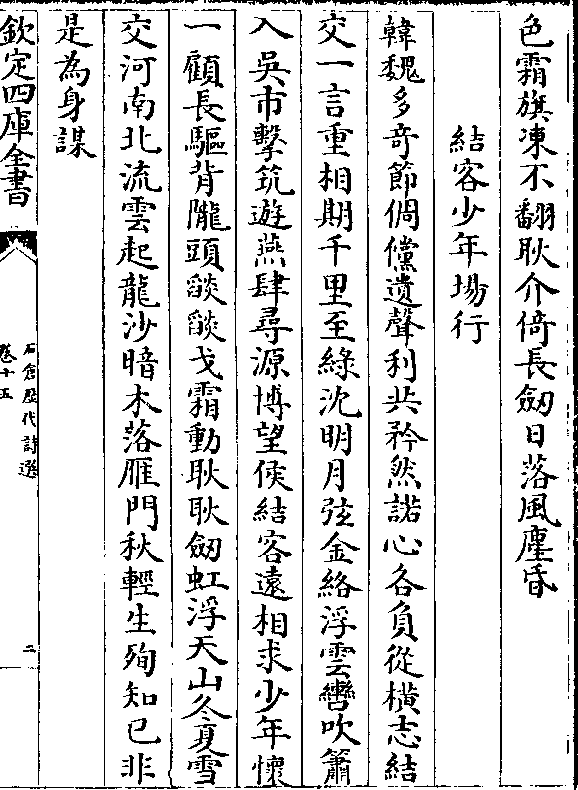 色霜旗凍不翻耿介倚長劒日落風塵昏
結客少年場行
韓魏多奇節倜儻遺聲利共矜然諾心各負從橫志結
交一言重相期千里至綠沈明月弦金絡浮雲轡吹簫
入吳市擊筑遊燕肆尋源博望侯結客遠相求少年懷
一顧長驅背隴頭燄燄戈霜動耿耿劒虹浮天山冬夏雪
交河南北流雲起龍沙暗木落雁門秋輕生殉知已非
是為身謀
欽定四庫全書
石倉歷代詩選
卷十五
二